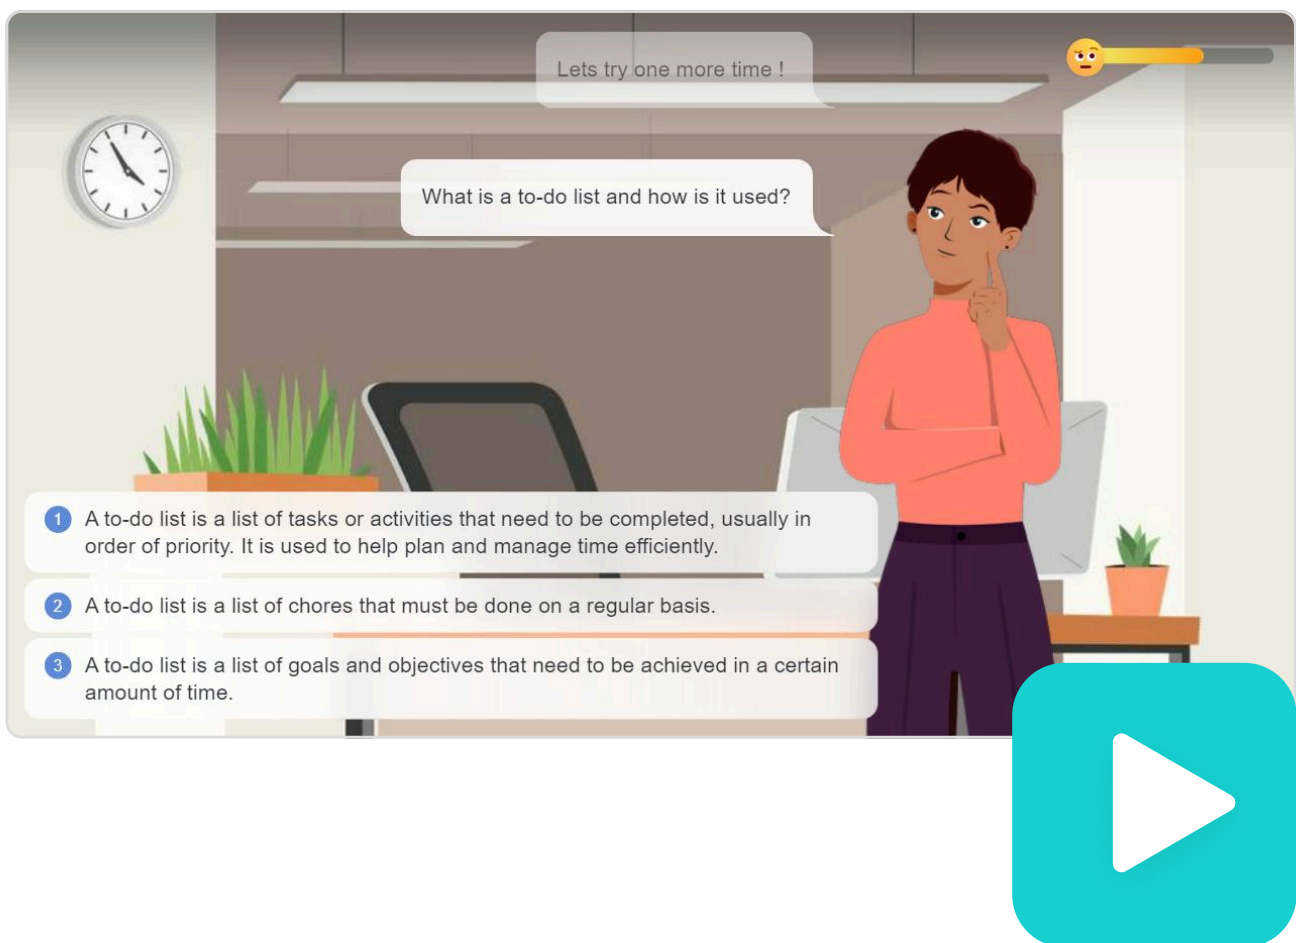 Lets try one more time !
What is a to-do list and how is it used?
1 A to-do list is a list of tasks or activities that need to be completed, usually in
order of priority. It is used to help plan and manage time efficiently.
2 A to-do list is a list of chores that must be done on a regular basis.
3 A to-do list is a list of goals and objectives that need to be achieved in a certain
amount of time.